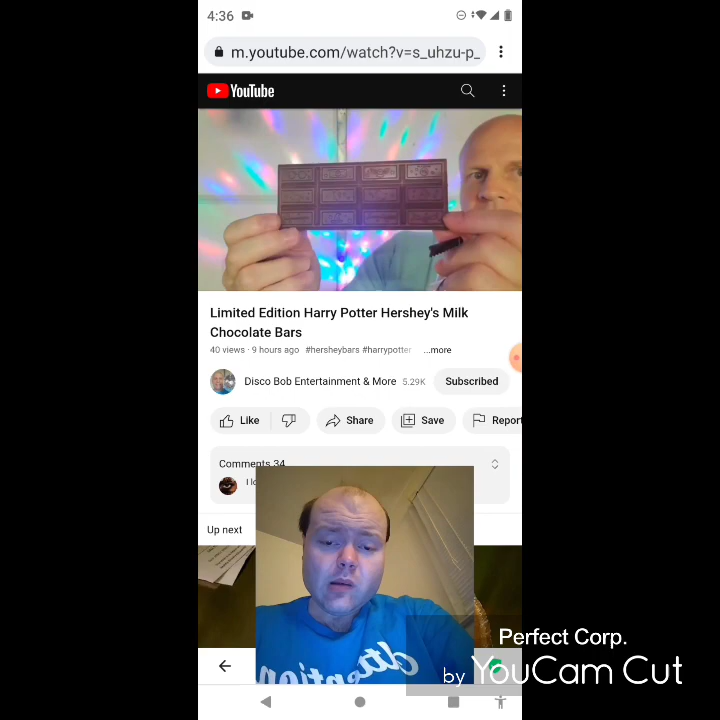 4:36
m.youtube.com/watch?v=s_uhzu-p_
YouTube
Limited Edition Harry Potter Hershey's Milk
Chocolate Bars
40 views · 9 hours ago #hersheybars #harrypotter ...more
Disco Bob Entertainment & More 5.29K Subscribed
Like Share Save Report
Comments 34
Up next
Perfect Corp.
by YouCam Cut